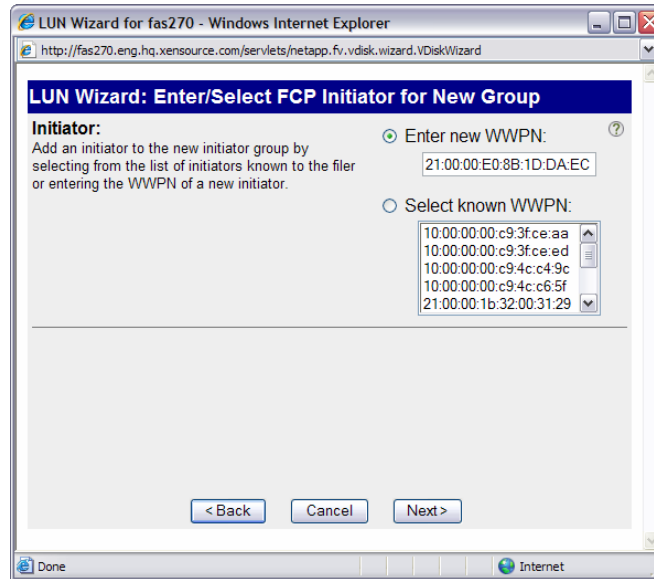 LUN Wizard for fas270 - Windows Internet Explorer
http://fas270.eng.hq.xensource.com/servlets/netapp.fv.vdisk.wizard.VDiskWizard
LUN Wizard: Enter/Select FCP Initiator for New Group
Initiator:
Add an initiator to the new initiator group by
selecting from the list of initiators known to the filer
or entering the WWPN of a new initiator.
Enter new WWPN:
?
21:00:00:E0:8B:1D:DA:EC
Select known WWPN:
10:00:00:00:c9:3f:ce:aa
10:00:00:00:c9:3f:ce:ed
10:00:00:00:c9:4c:c4:9c
10:00:00:00:c9:4c:c6:5f
21:00:00:1b:32:00:31:29
< Back
Cancel
Next >
Done
Internet